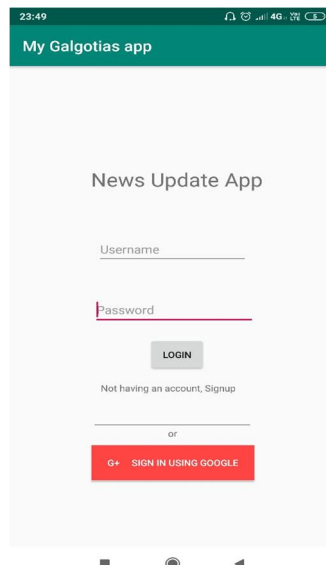 23:49 4G
My Galgotias app
News Update App
Username
Password
LOGIN
Not having an account, Signup
or
G+ SIGN IN USING GOOGLE